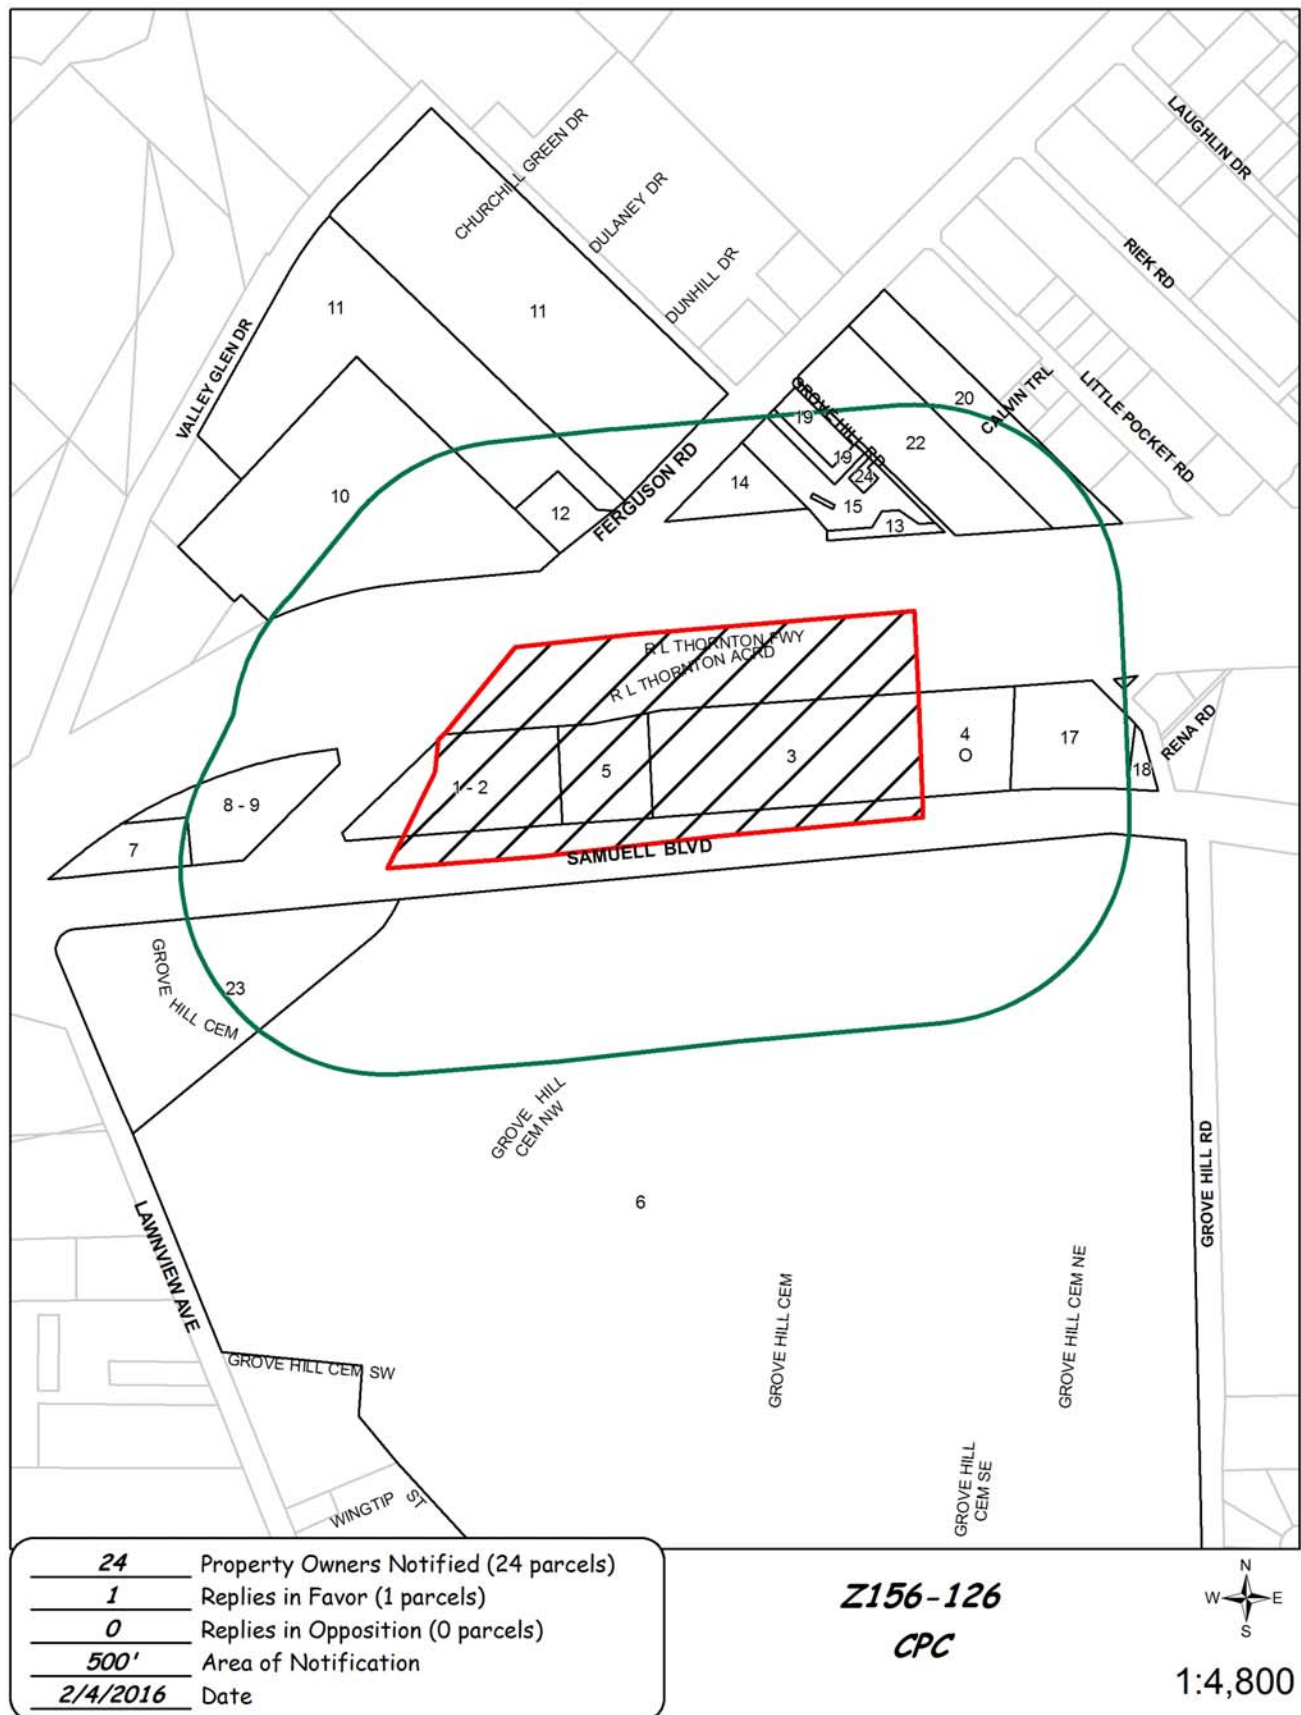 LAUGHLIN DR
CHURCHILL GREEN DR
DULANEY DR
RIEK RD
DUNHILL DR
11
11
VALLEY GLEN DR
GROVE HILL RD
20
CALVIN TRL
LITTLE POCKET RD
19
22
19
24
14
10
FERGUSON RD
15
12
13
R L THORNTON FWY
R L THORNTON ACRD
RENA RD
4
O
17
3
5
1 - 2
18
8 - 9
7
SAMUELL BLVD
GROVE HILL CEM
23
GROVE HILL
CEM NW
6
GROVE HILL RD
LAWNVIEW AVE
GROVE HILL CEM
GROVE HILL CEM NE
GROVE HILL CEM SW
GROVE HILL
CEM SE
WINGTIP ST
24 Property Owners Notified (24 parcels)
1 Replies in Favor (1 parcels)
0 Replies in Opposition (0 parcels)
500' Area of Notification
2/4/2016 Date
Z156-126
CPC
N
W E
S
1:4,800